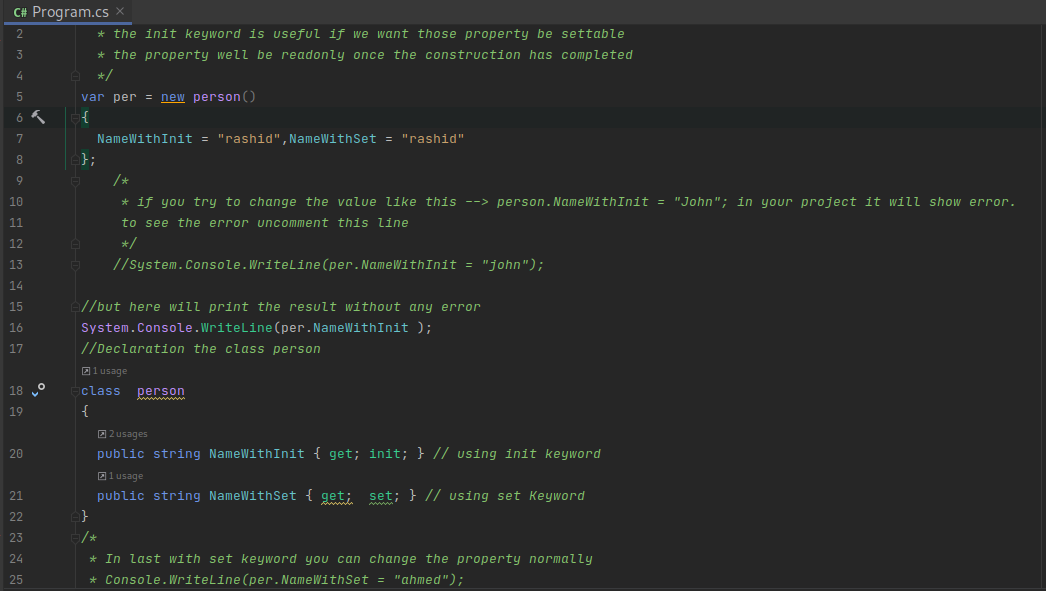 C# Program.cs ×
2 * the init keyword is useful if we want those property be settable
3 * the property well be readonly once the construction has completed
4 */
5 var per = new person()
6 {
7 NameWithInit = "rashid",NameWithSet = "rashid"
8 };
9 /*
10 * if you try to change the value like this --> person.NameWithInit = "John"; in your project it will show error.
11 to see the error uncomment this line
12 */
13 //System.Console.WriteLine(per.NameWithInit = "john");
14
15 //but here will print the result without any error
16 System.Console.WriteLine(per.NameWithInit );
17 //Declaration the class person
1 usage
18 class  person
19 {
2 usages
20 public string NameWithInit { get; init; } // using init keyword
1 usage
21 public string NameWithSet { get;  set; } // using set Keyword
22 }
23 /*
24 * In last with set keyword you can change the property normally
25 * Console.WriteLine(per.NameWithSet = "ahmed");